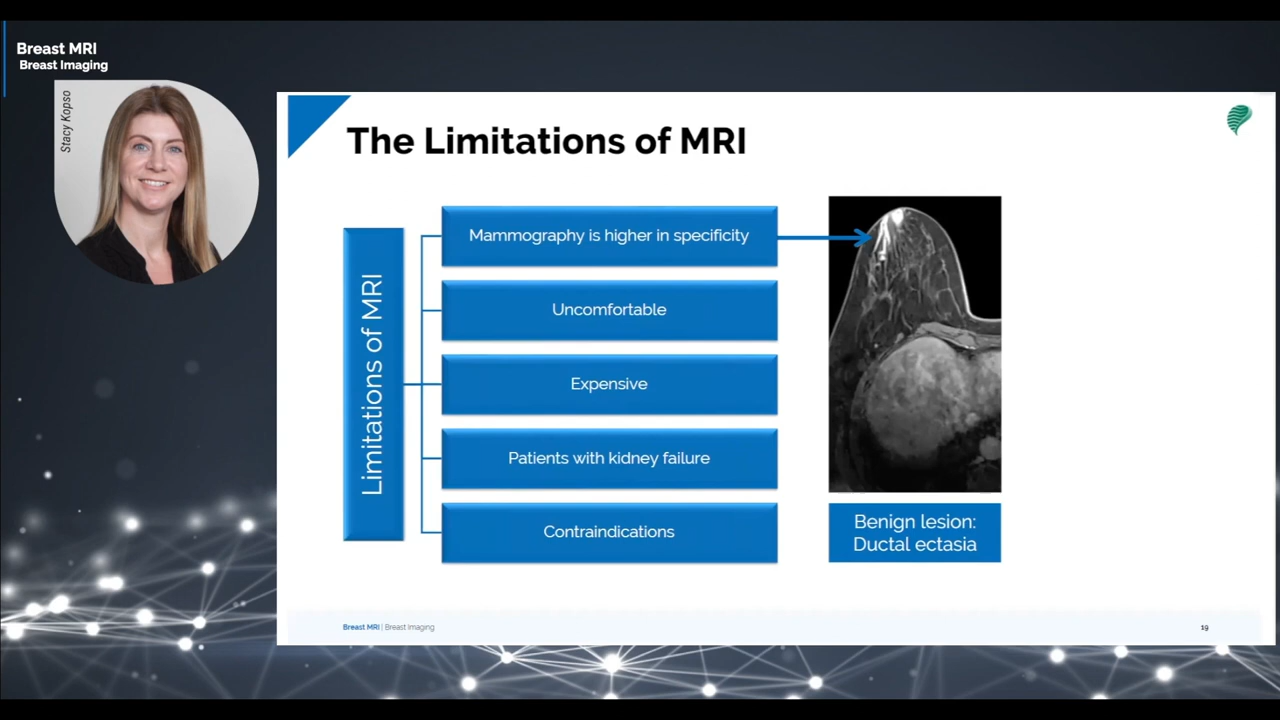 Breast MRI
Breast Imaging
Stacy Kopso
The Limitations of MRI
Limitations of MRI
Mammography is higher in specificity
Uncomfortable
Expensive
Patients with kidney failure
Contraindications
Benign lesion:
Ductal ectasia
Breast MRI | Breast Imaging
19